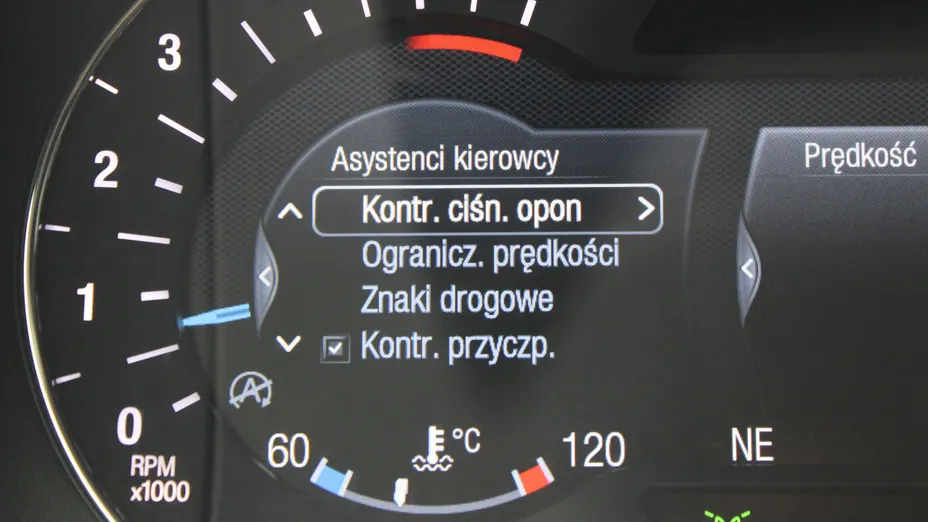 3
2
1
0
RPM
x1000
Asystenci kierowcy
Kontr. ciśn. opon
Ogranicz. prędkości
Znaki drogowe
Kontr. przyczp.
A
60
°C
120
Prędkość
NE